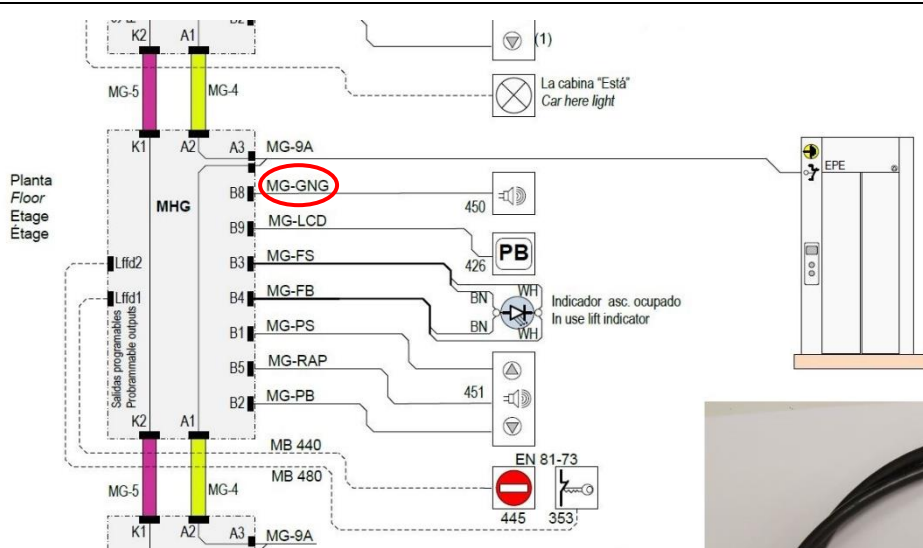 K2
A1
(1)
MG-5
MG-4
La cabina "Está"
Car here light
K1
A2
A3
MG-9A
EPE
Planta
Floor
Etage
Étage
MHG
B8
MG-GNG
450
B9
MG-LCD
426
PB
Lffd2
B3
MG-FS
WH
BN
Lffd1
B4
MG-FB
BN
WH
Indicador asc. ocupado
In use lift indicator
B1
MG-PS
B5
MG-RAP
451
B2
MG-PB
Salidas programables
Probrammable outputs
K2
A1
MB 440
MB 480
EN 81-73
445
353
MG-5
MG-4
K1
A2
A3
MG-9A